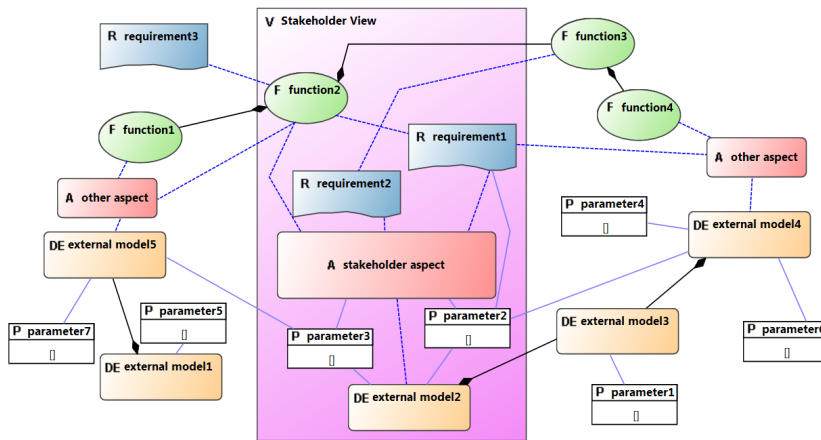 V Stakeholder View
R requirement3
F function3
F function2
F function4
F function1
R requirement1
A other aspect
R requirement2
A other aspect
P parameter4
[]
DE external model4
DE external model5
A stakeholder aspect
P parameter5
[]
P parameter2
[]
P parameter7
[]
P parameter3
[]
DE external model3
P parameter6
[]
DE external model1
DE external model2
P parameter1
[]